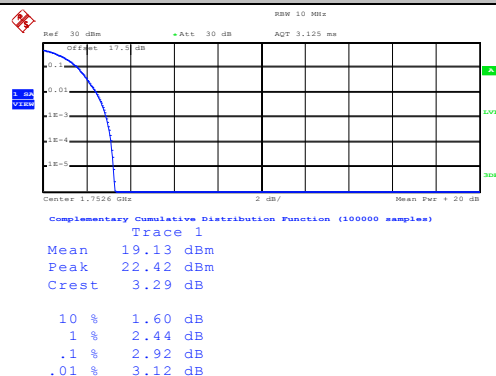 RBW 10 MHz
Ref 30 dBm * Att 30 dB AQT 3.125 ms
Offset 17.5 dB
0.1
0.01
1E-3
1E-4
1E-5
1 SA
VIEW
A
LVL
3DB
Center 1.7526 GHz 2 dB/ Mean Pwr + 20 dB
Complementary Cumulative Distribution Function (100000 samples)
Trace 1
Mean 19.13 dBm
Peak 22.42 dBm
Crest 3.29 dB
10 % 1.60 dB
1 % 2.44 dB
.1 % 2.92 dB
.01 % 3.12 dB